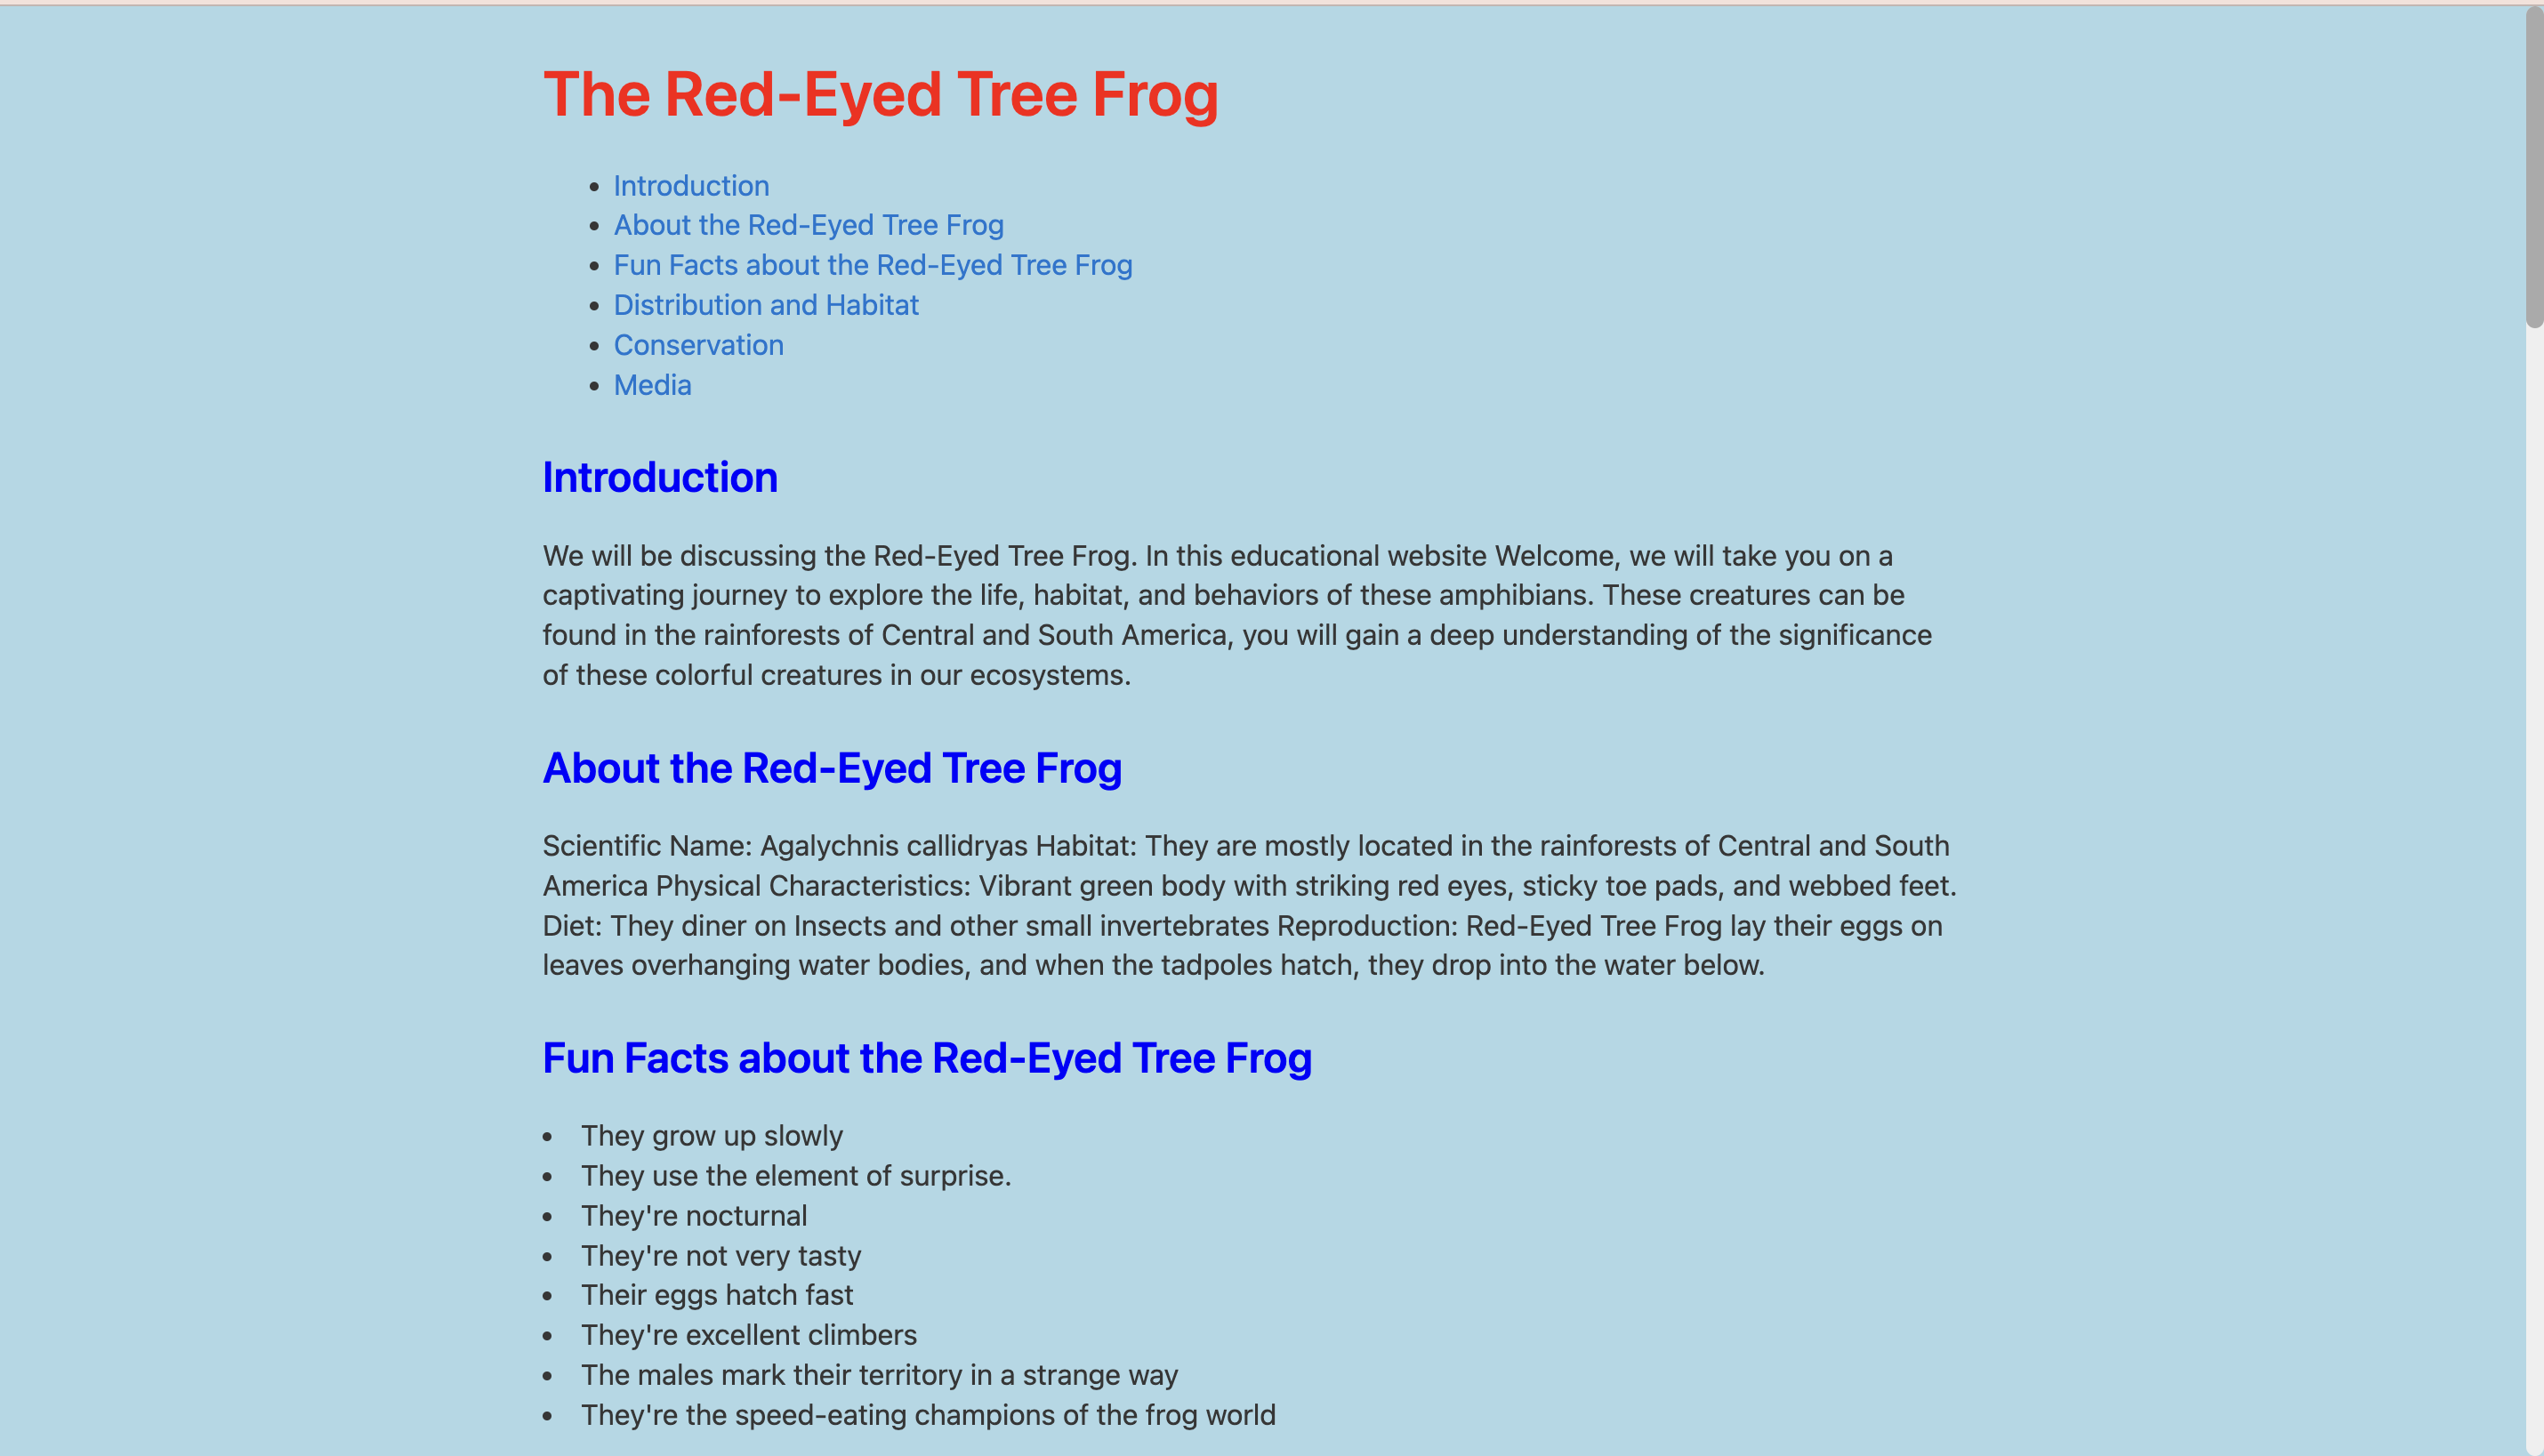 The Red-Eyed Tree Frog
Introduction
About the Red-Eyed Tree Frog
Fun Facts about the Red-Eyed Tree Frog
Distribution and Habitat
Conservation
Media
Introduction
We will be discussing the Red-Eyed Tree Frog. In this educational website Welcome, we will take you on a
captivating journey to explore the life, habitat, and behaviors of these amphibians. These creatures can be
found in the rainforests of Central and South America, you will gain a deep understanding of the significance
of these colorful creatures in our ecosystems.
About the Red-Eyed Tree Frog
Scientific Name: Agalychnis callidryas Habitat: They are mostly located in the rainforests of Central and South
America Physical Characteristics: Vibrant green body with striking red eyes, sticky toe pads, and webbed feet.
Diet: They diner on Insects and other small invertebrates Reproduction: Red-Eyed Tree Frog lay their eggs on
leaves overhanging water bodies, and when the tadpoles hatch, they drop into the water below.
Fun Facts about the Red-Eyed Tree Frog
They grow up slowly
They use the element of surprise.
They're nocturnal
They're not very tasty
Their eggs hatch fast
They're excellent climbers
The males mark their territory in a strange way
They're the speed-eating champions of the frog world